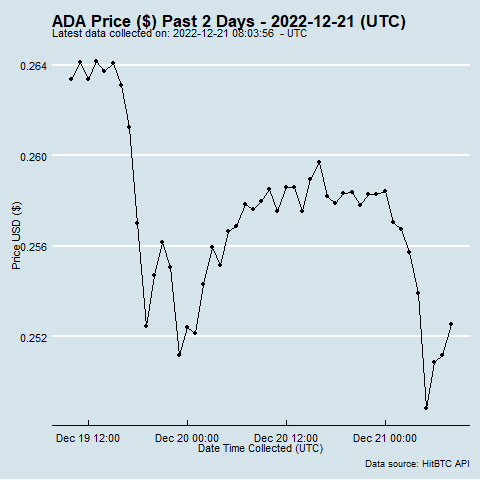 ADA Price ($) Past 2 Days - 2022-12-21 (UTC)
Latest data collected on: 2022-12-21 08:03:56 - UTC
0.264
0.260
0.256
0.252
Price USD ($)
Dec 19 12:00 Dec 20 00:00 Dec 20 12:00 Dec 21 00:00
Date Time Collected (UTC)
Data source: HitBTC API